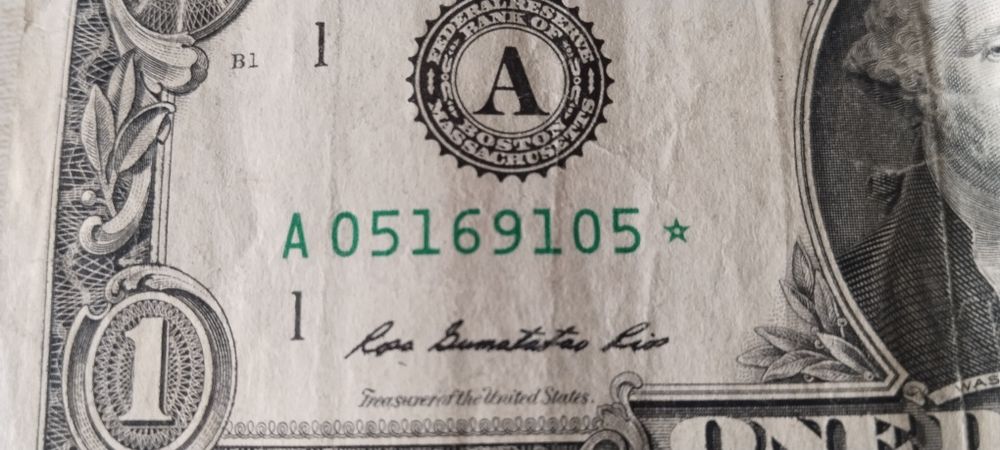 B1
1
FEDERAL RESERVE
BANK OF
A
BOSTON
MASSACHUSETTS
A 05169105 ☆
1
Rosa Gumataotao Rios
Treasurer of the United States.
1
WAS
ONE D